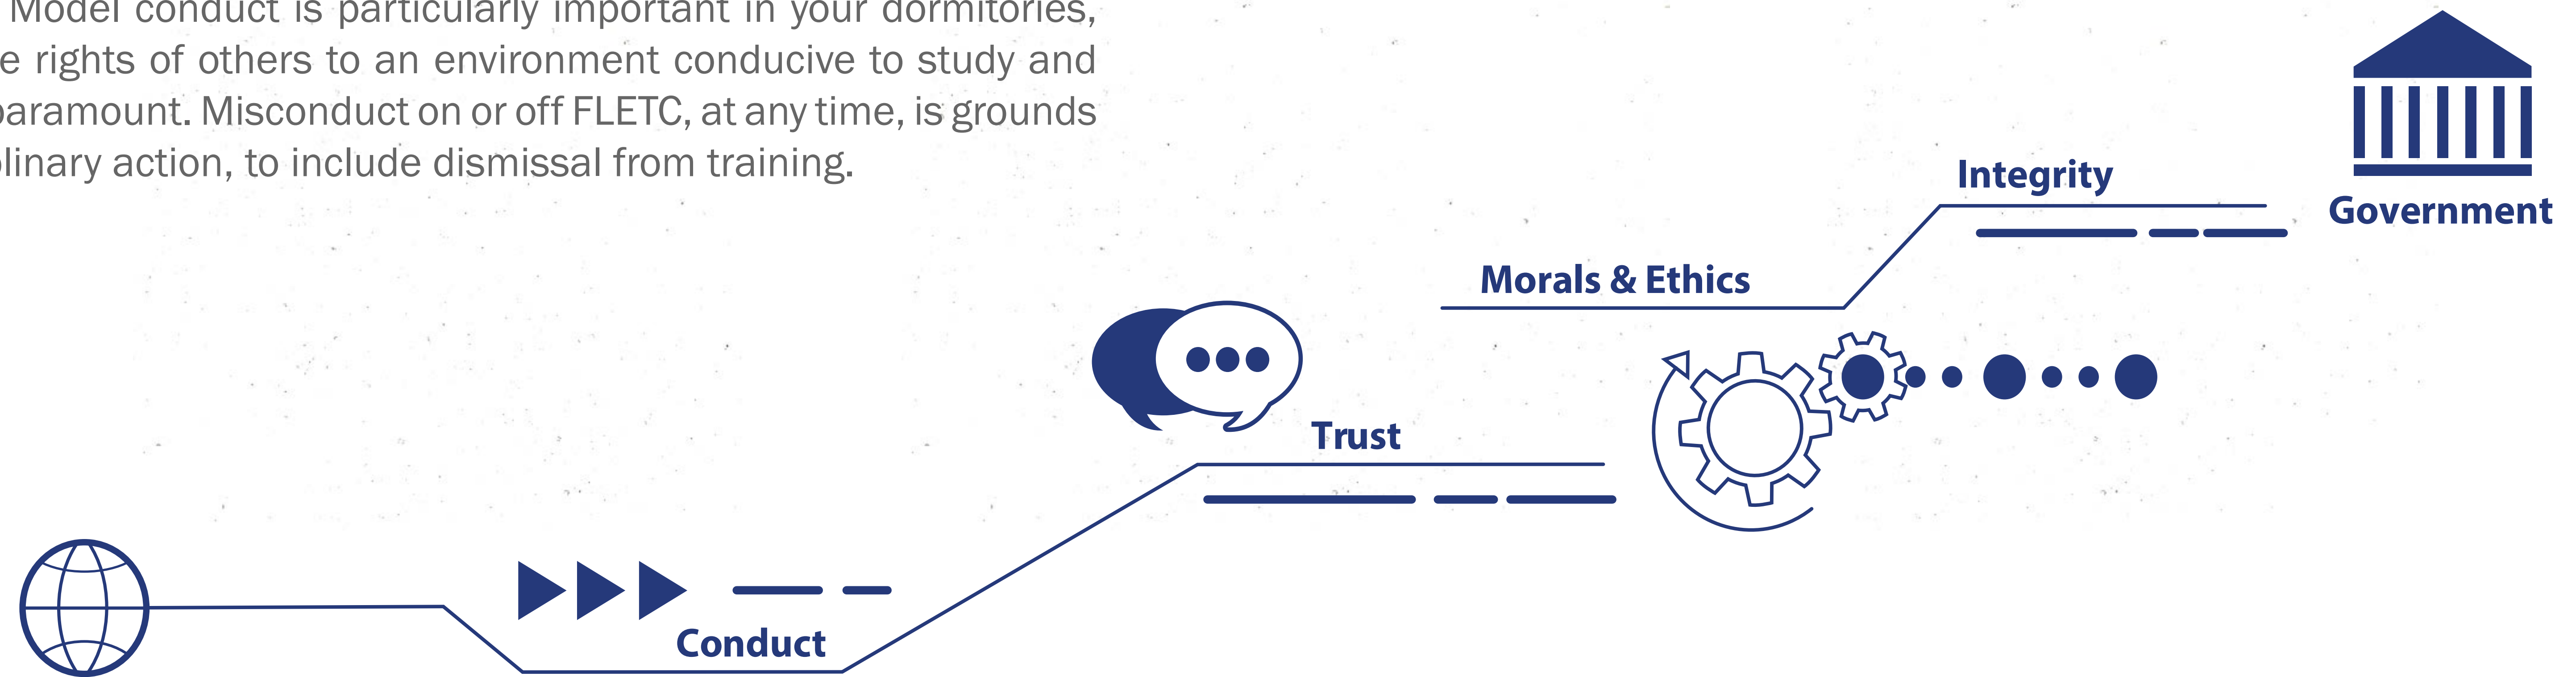 Model conduct is particularly important in your dormitories,
e rights of others to an environment conducive to study and
paramount. Misconduct on or off FLETC, at any time, is grounds
linary action, to include dismissal from training.
Integrity
Government
Morals & Ethics
Trust
Conduct